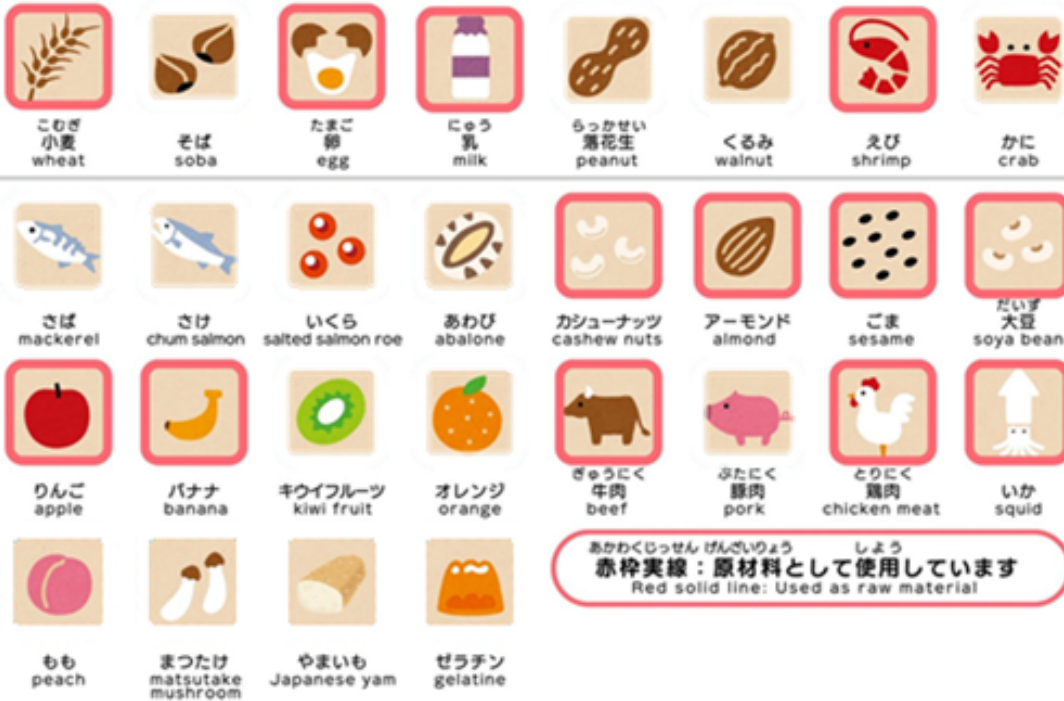 こむぎ
小麦
wheat
そば
soba
たまご
卵
egg
にゅう
乳
milk
らっかせい
落花生
peanut
くるみ
walnut
えび
shrimp
かに
crab
さば
mackerel
さけ
chum salmon
いくら
salted salmon roe
あわび
abalone
カシューナッツ
cashew nuts
アーモンド
almond
ごま
sesame
だいず
大豆
soya bean
りんご
apple
バナナ
banana
キウイフルーツ
kiwi fruit
オレンジ
orange
ぎゅうにく
牛肉
beef
ぶたにく
豚肉
pork
とりにく
鶏肉
chicken meat
いか
squid
あかわくじっせん げんざいりょう しよう
赤枠実線：原材料として使用しています
Red solid line: Used as raw material
もも
peach
まつたけ
matsutake
mushroom
やまいも
Japanese yam
ゼラチン
gelatine